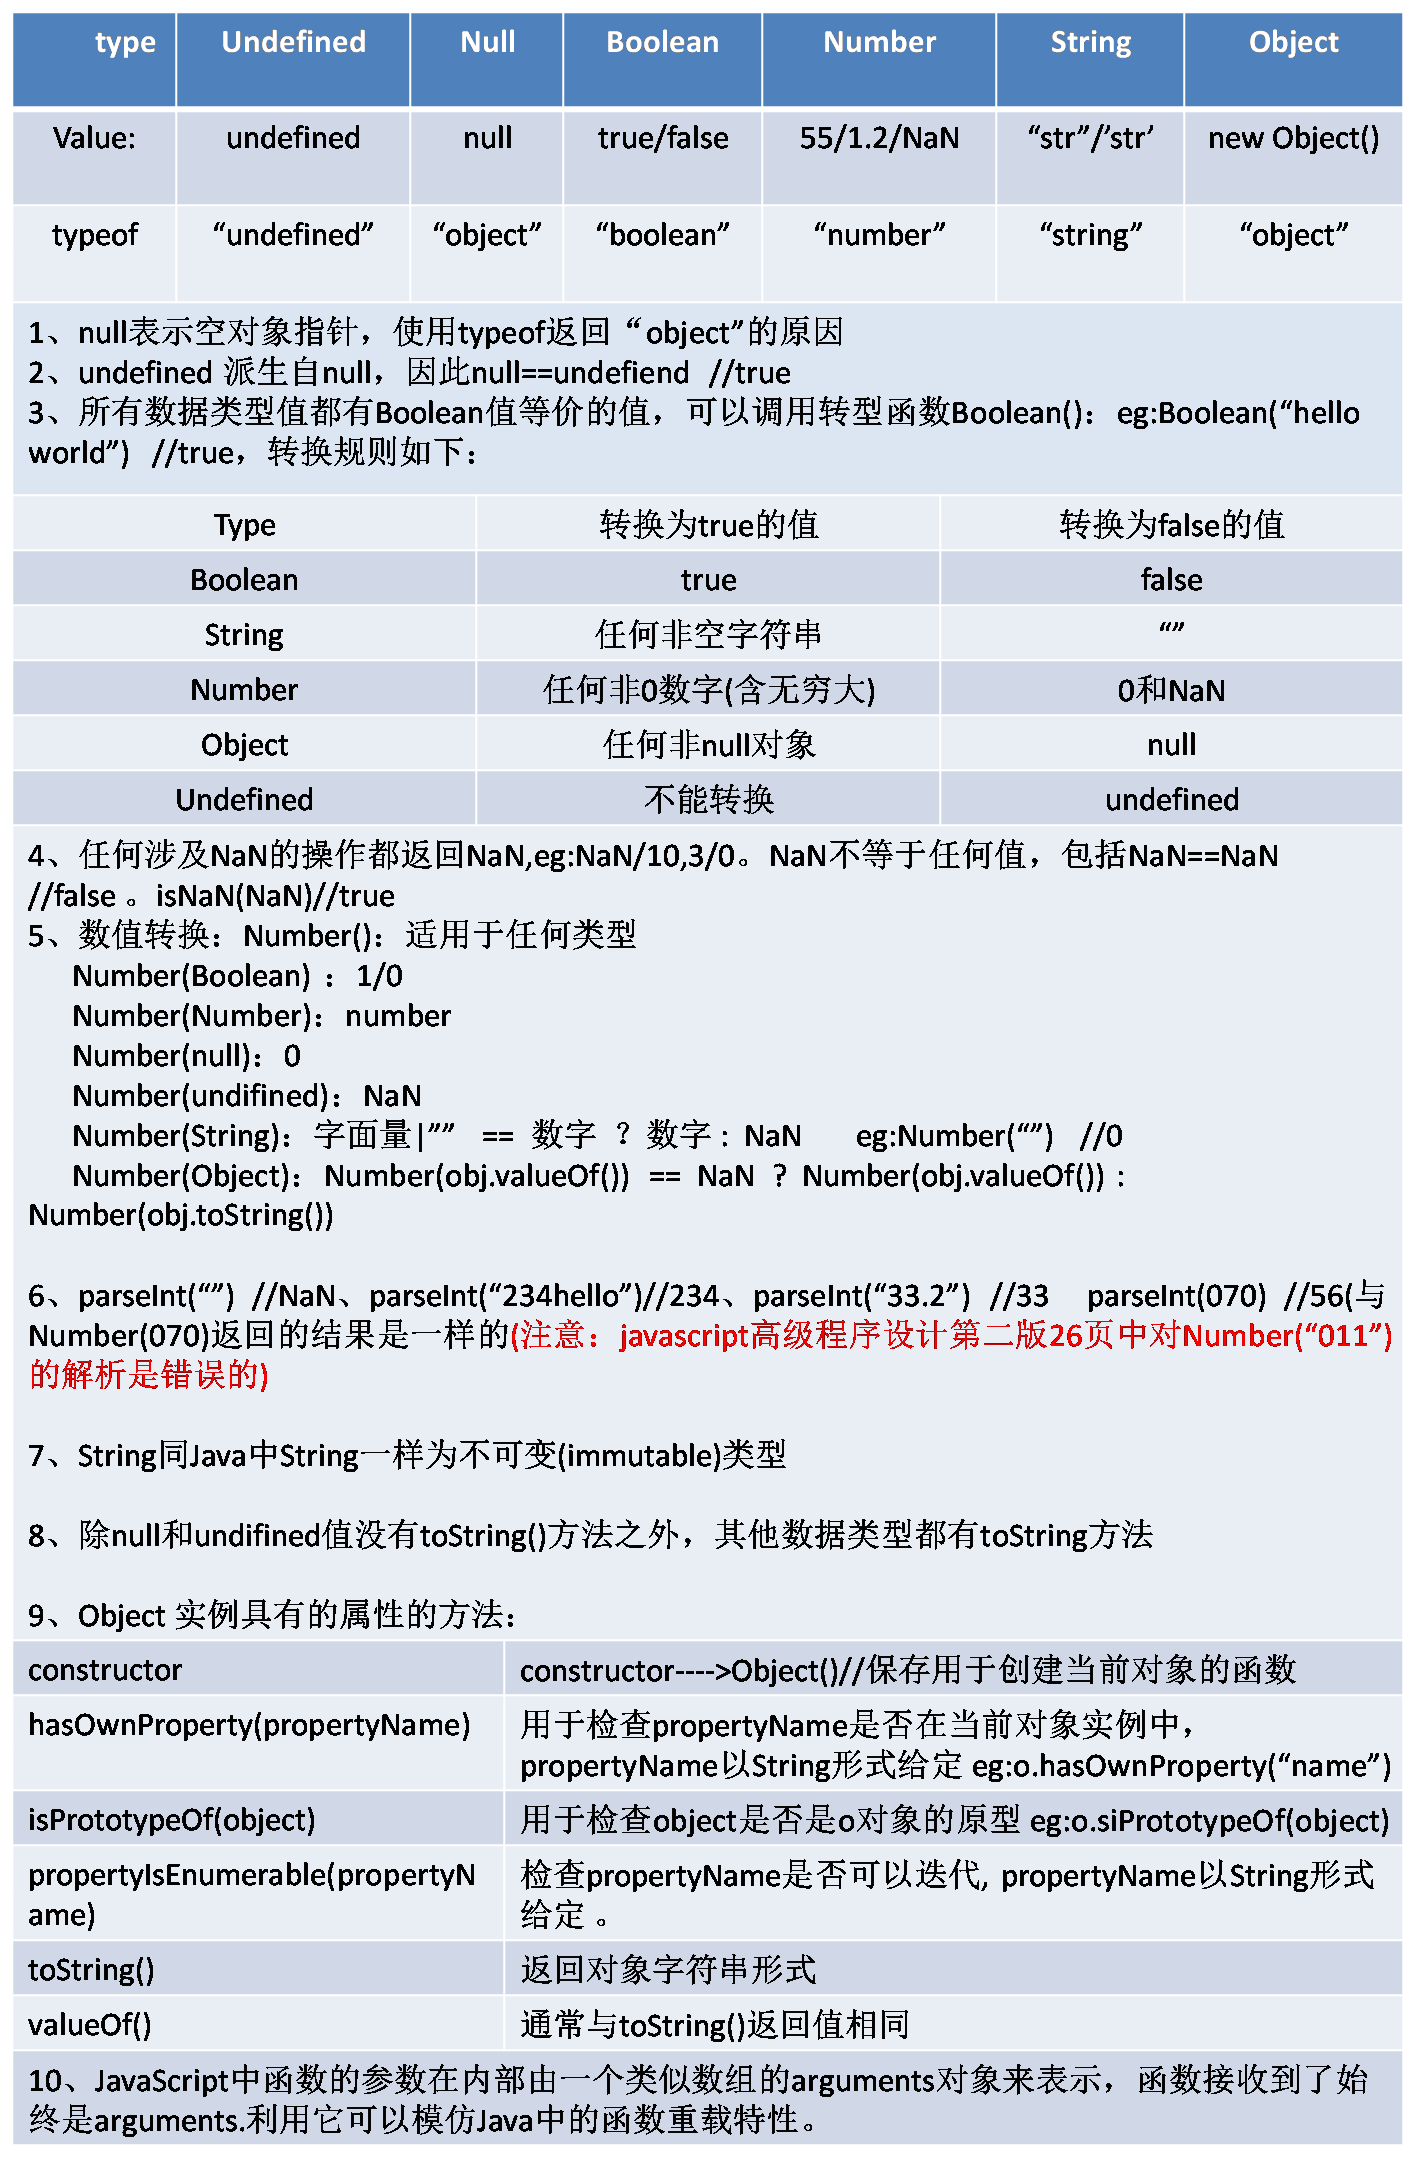 type Undefined Null Boolean Number String Object
Value: undefined null true/false 55/1.2/NaN “str”/’str’ new Object()
typeof “undefined” “object” “boolean” “number” “string” “object”
1、null表示空对象指针，使用typeof返回“object”的原因
2、undefined 派生自null，因此null==undefiend //true
3、所有数据类型值都有Boolean值等价的值，可以调用转型函数Boolean()：eg:Boolean(“hello
world”) //true，转换规则如下：
Type 转换为true的值 转换为false的值
Boolean true false
String 任何非空字符串 “”
Number 任何非0数字(含无穷大) 0和NaN
Object 任何非null对象 null
Undefined 不能转换 undefined
4、任何涉及NaN的操作都返回NaN,eg:NaN/10,3/0。NaN不等于任何值，包括NaN==NaN
//false 。isNaN(NaN)//true
5、数值转换：Number()：适用于任何类型
Number(Boolean) ：1/0
Number(Number)：number
Number(null)：0
Number(undifined)：NaN
Number(String)：字面量|”” == 数字 ？数字 : NaN eg:Number(“”) //0
Number(Object)：Number(obj.valueOf()) == NaN ? Number(obj.valueOf()) :
Number(obj.toString())
6、parseInt(“”) //NaN、parseInt(“234hello”)//234、parseInt(“33.2”) //33 parseInt(070) //56(与
Number(070)返回的结果是一样的(注意：javascript高级程序设计第二版26页中对Number(“011”)
的解析是错误的)
7、String同Java中String一样为不可变(immutable)类型
8、除null和undifined值没有toString()方法之外，其他数据类型都有toString方法
9、Object 实例具有的属性的方法：
constructor constructor---->Object()//保存用于创建当前对象的函数
hasOwnProperty(propertyName) 用于检查propertyName是否在当前对象实例中，
propertyName以String形式给定 eg:o.hasOwnProperty(“name”)
isPrototypeOf(object) 用于检查object是否是o对象的原型 eg:o.siPrototypeOf(object)
propertyIsEnumerable(propertyN 检查propertyName是否可以迭代, propertyName以String形式
ame) 给定 。
toString() 返回对象字符串形式
valueOf() 通常与toString()返回值相同
10、JavaScript中函数的参数在内部由一个类似数组的arguments对象来表示，函数接收到了始
终是arguments.利用它可以模仿Java中的函数重载特性。